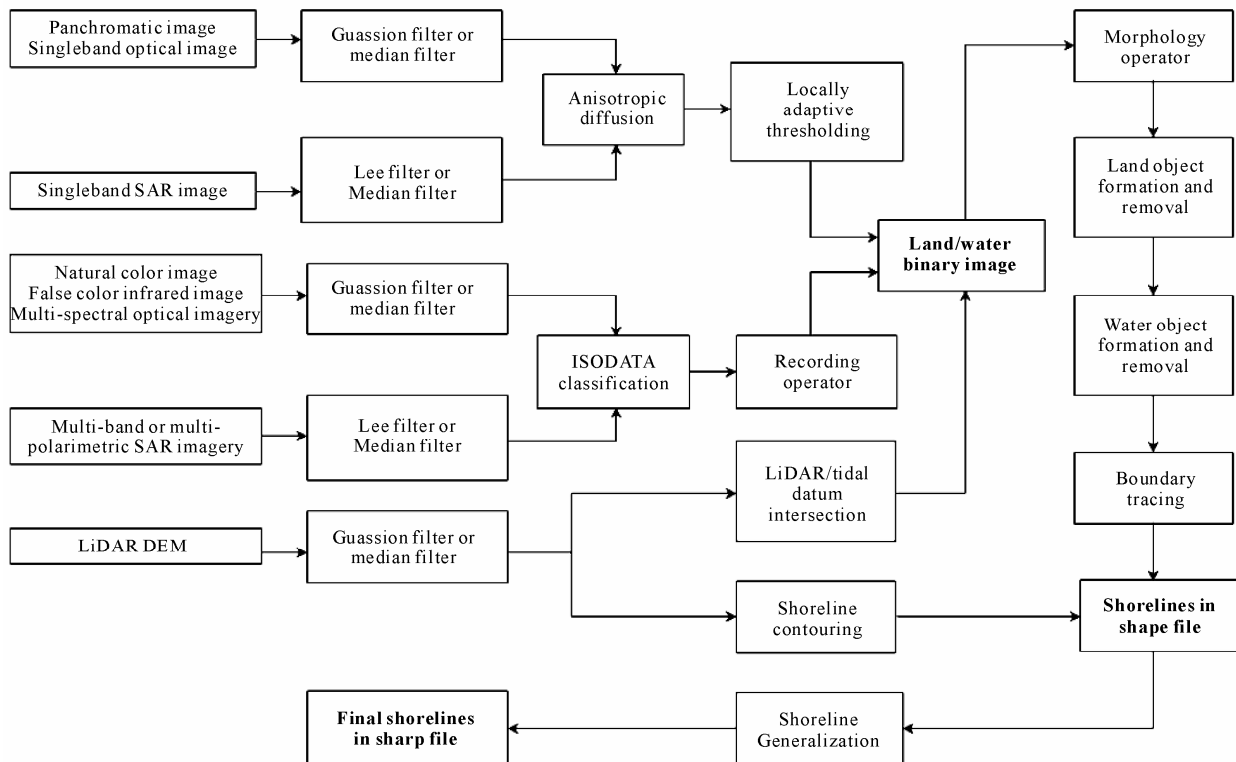 Panchromatic image
Singleband optical image
Guassion filter or
median filter
Anisotropic
diffusion
Locally
adaptive
thresholding
Morphology
operator
Singleband SAR image
Lee filter or
Median filter
Land object
formation and
removal
Natural color image
False color infrared image
Multi-spectral optical imagery
Guassion filter or
median filter
Land/water
binary image
Water object
formation and
removal
ISODATA
classification
Recording
operator
Multi-band or multi-
polarimetric SAR imagery
Lee filter or
Median filter
LiDAR/tidal
datum
intersection
Boundary
tracing
LiDAR DEM
Guassion filter or
median filter
Shoreline
contouring
Shorelines in
shape file
Final shorelines
in sharp file
Shoreline
Generalization